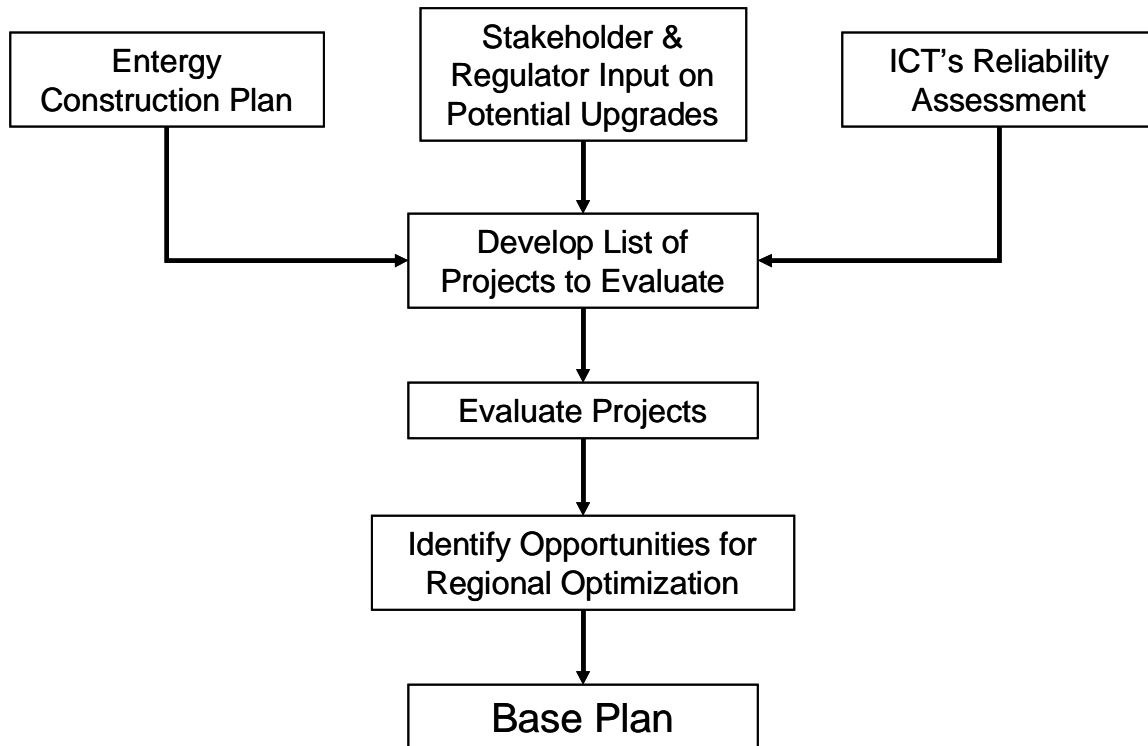 Entergy
Construction Plan
Stakeholder &
Regulator Input on
Potential Upgrades
ICT's Reliability
Assessment
Develop List of
Projects to Evaluate
Evaluate Projects
Identify Opportunities for
Regional Optimization
Base Plan